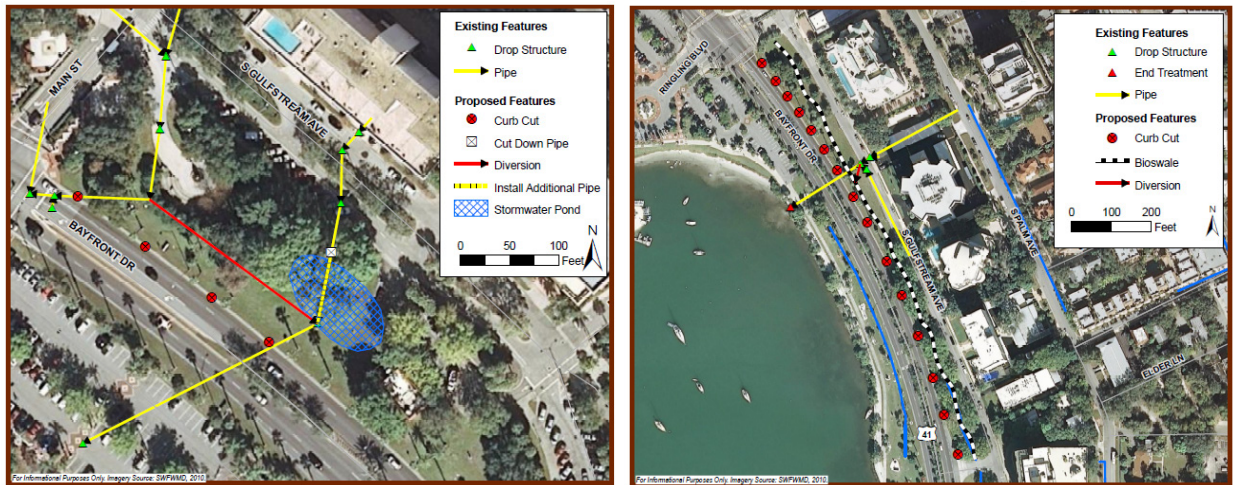 MAIN ST
S GULFSTREAM AVE
BAYFRONT DR
Existing Features
Drop Structure
Pipe
Proposed Features
Curb Cut
Cut Down Pipe
Diversion
Install Additional Pipe
Stormwater Pond
0 50 100
Feet
N
For Informational Purposes Only. Imagery Source: SWFWMD, 2010.
RINGLING BLVD
BAYFRONT DR
S GULFSTREAM AVE
S PALM AVE
ELDER LN
41
Existing Features
Drop Structure
End Treatment
Pipe
Proposed Features
Curb Cut
Bioswale
Diversion
0 100 200
Feet
N
For Informational Purposes Only. Imagery Source: SWFWMD, 2010.